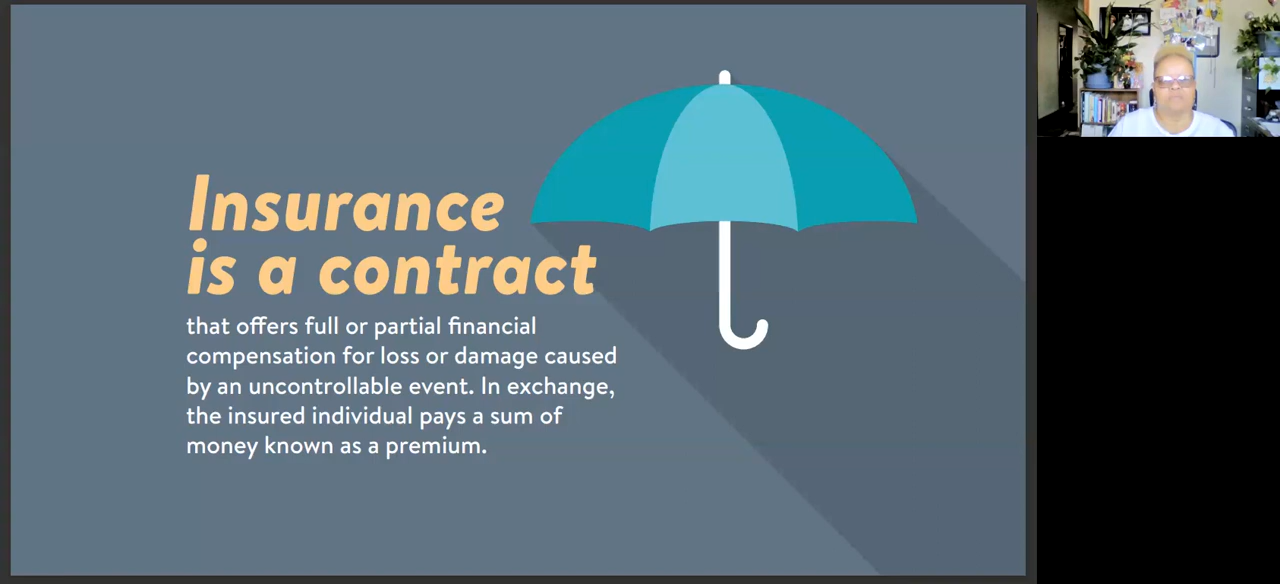 Insurance
is a contract
that offers full or partial financial
compensation for loss or damage caused
by an uncontrollable event. In exchange,
the insured individual pays a sum of
money known as a premium.